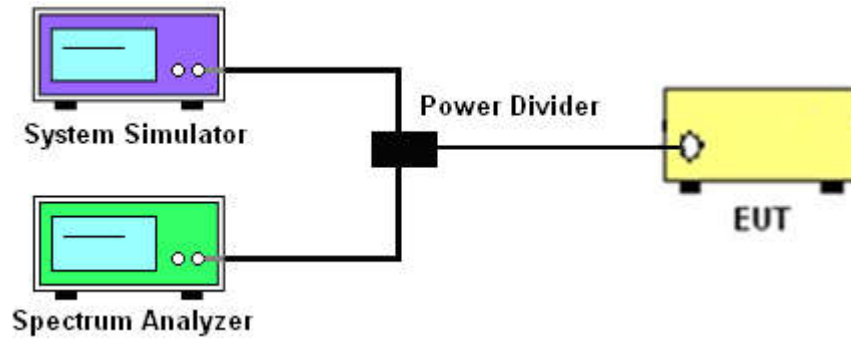 System Simulator
Power Divider
EUT
Spectrum Analyzer